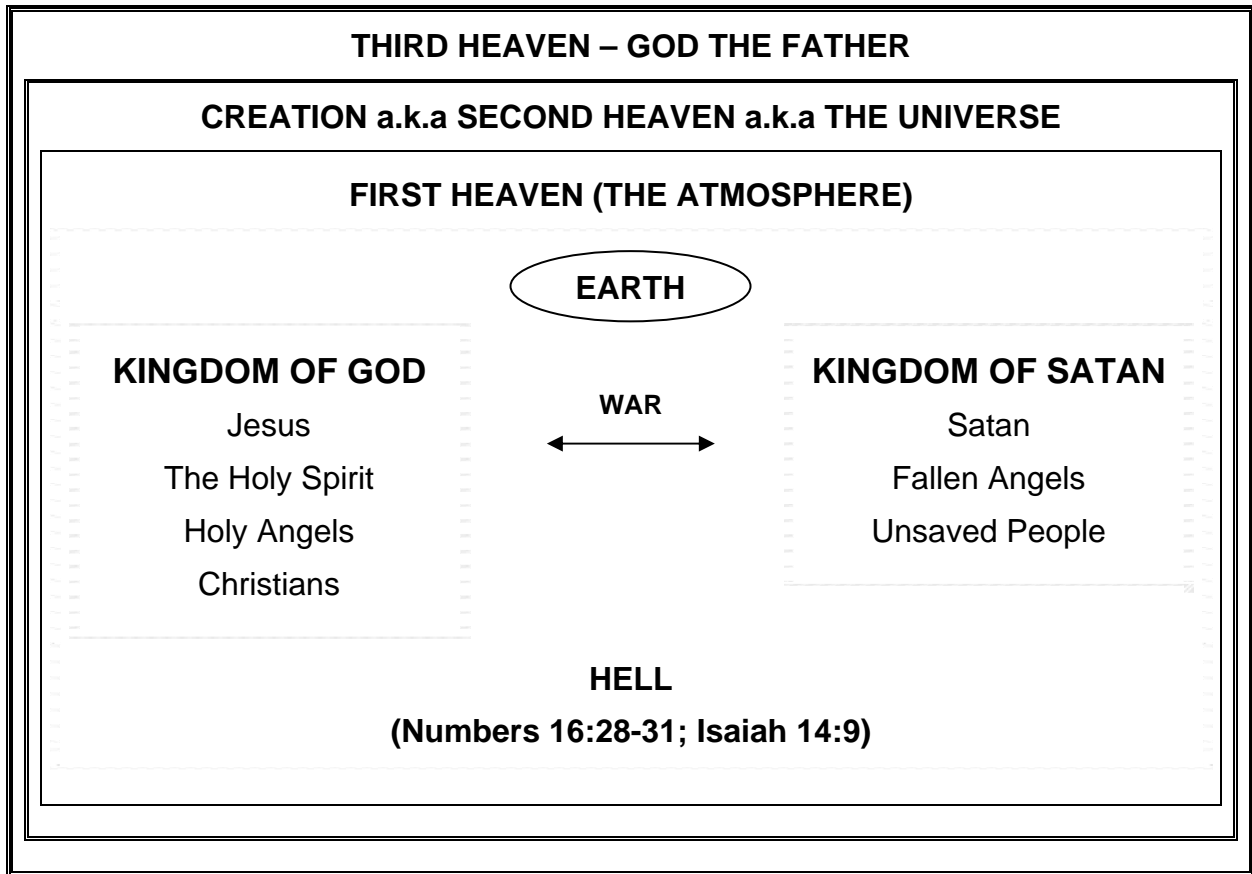 THIRD HEAVEN – GOD THE FATHER
CREATION a.k.a SECOND HEAVEN a.k.a THE UNIVERSE
FIRST HEAVEN (THE ATMOSPHERE)
EARTH
KINGDOM OF GOD
Jesus
The Holy Spirit
Holy Angels
Christians
WAR
KINGDOM OF SATAN
Satan
Fallen Angels
Unsaved People
HELL
(Numbers 16:28-31; Isaiah 14:9)